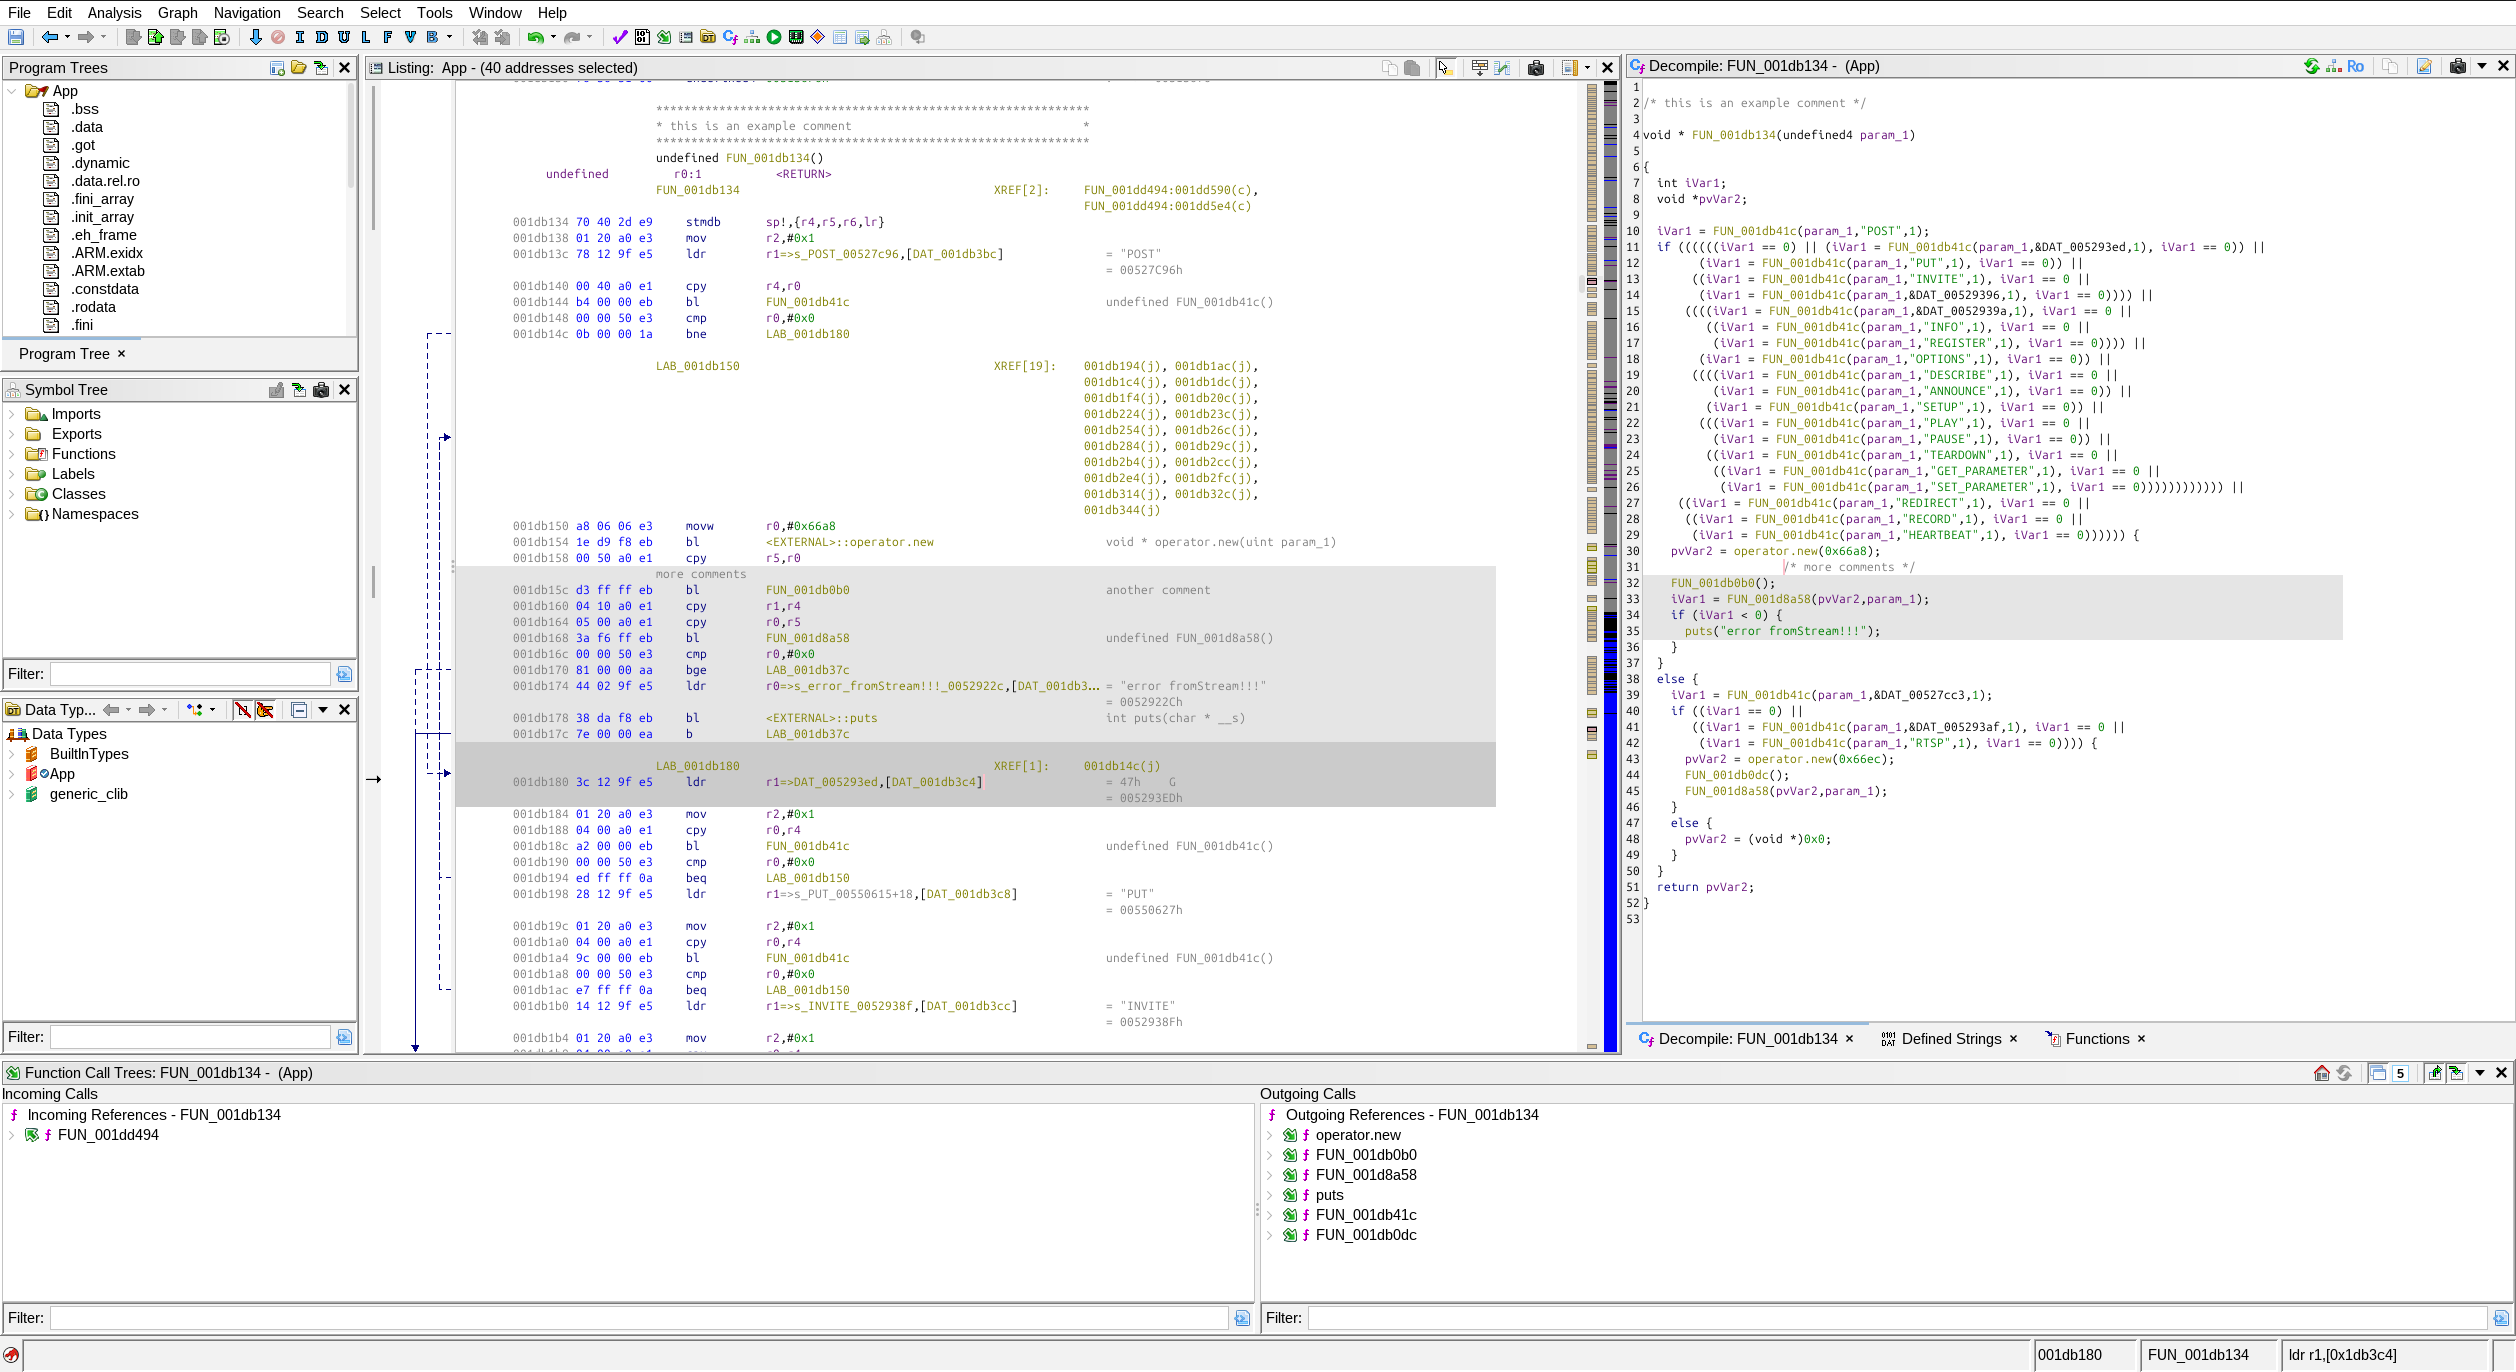 File Edit Analysis Graph Navigation Search Select Tools Window Help
I D U L F V B
Program Trees
App
.bss
.data
.got
.dynamic
.data.rel.ro
.fini_array
.init_array
.eh_frame
.ARM.exidx
.ARM.extab
.constdata
.rodata
.fini
Program Tree ×
Symbol Tree
Imports
Exports
Functions
Labels
Classes
Namespaces
Filter:
Data Typ...
Data Types
BuiltInTypes
App
generic_clib
Filter:
Listing: App - (40 addresses selected)
**************************************************************
* this is an example comment *
**************************************************************
undefined FUN_001db134()
undefined r0:1 <RETURN>
FUN_001db134 XREF[2]: FUN_001dd494:001dd590(c),
FUN_001dd494:001dd5e4(c)
001db134 70 40 2d e9 stmdb sp!,{r4,r5,r6,lr}
001db138 01 20 a0 e3 mov r2,#0x1
001db13c 78 12 9f e5 ldr r1=>s_POST_00527c96,[DAT_001db3bc] = "POST"
= 00527C96h
001db140 00 40 a0 e1 cpy r4,r0
001db144 b4 00 00 eb bl FUN_001db41c undefined FUN_001db41c()
001db148 00 00 50 e3 cmp r0,#0x0
001db14c 0b 00 00 1a bne LAB_001db180
LAB_001db150 XREF[19]: 001db194(j), 001db1ac(j),
001db1c4(j), 001db1dc(j),
001db1f4(j), 001db20c(j),
001db224(j), 001db23c(j),
001db254(j), 001db26c(j),
001db284(j), 001db29c(j),
001db2b4(j), 001db2cc(j),
001db2e4(j), 001db2fc(j),
001db314(j), 001db32c(j),
001db344(j)
001db150 a8 06 06 e3 movw r0,#0x66a8
001db154 1e d9 f8 eb bl <EXTERNAL>::operator.new void * operator.new(uint param_1)
001db158 00 50 a0 e1 cpy r5,r0
more comments
001db15c d3 ff ff eb bl FUN_001db0b0 another comment
001db160 04 10 a0 e1 cpy r1,r4
001db164 05 00 a0 e1 cpy r0,r5
001db168 3a f6 ff eb bl FUN_001d8a58 undefined FUN_001d8a58()
001db16c 00 00 50 e3 cmp r0,#0x0
001db170 81 00 00 aa bge LAB_001db37c
001db174 44 02 9f e5 ldr r0=>s_error_fromStream!!!_0052922c,[DAT_001db3... = "error fromStream!!!"
= 0052922Ch
001db178 38 da f8 eb bl <EXTERNAL>::puts int puts(char * __s)
001db17c 7e 00 00 ea b LAB_001db37c
LAB_001db180 XREF[1]: 001db14c(j)
001db180 3c 12 9f e5 ldr r1=>DAT_005293ed,[DAT_001db3c4] = 47h G
= 005293EDh
001db184 01 20 a0 e3 mov r2,#0x1
001db188 04 00 a0 e1 cpy r0,r4
001db18c a2 00 00 eb bl FUN_001db41c undefined FUN_001db41c()
001db190 00 00 50 e3 cmp r0,#0x0
001db194 ed ff ff 0a beq LAB_001db150
001db198 28 12 9f e5 ldr r1=>s_PUT_00550615+18,[DAT_001db3c8] = "PUT"
= 00550627h
001db19c 01 20 a0 e3 mov r2,#0x1
001db1a0 04 00 a0 e1 cpy r0,r4
001db1a4 9c 00 00 eb bl FUN_001db41c undefined FUN_001db41c()
001db1a8 00 00 50 e3 cmp r0,#0x0
001db1ac e7 ff ff 0a beq LAB_001db150
001db1b0 14 12 9f e5 ldr r1=>s_INVITE_0052938f,[DAT_001db3cc] = "INVITE"
= 0052938Fh
001db1b4 01 20 a0 e3 mov r2,#0x1
Decompile: FUN_001db134 - (App)
Ro
1
2 /* this is an example comment */
3
4 void * FUN_001db134(undefined4 param_1)
5
6 {
7 int iVar1;
8 void *pvVar2;
9
10 iVar1 = FUN_001db41c(param_1,"POST",1);
11 if ((((((iVar1 == 0) || (iVar1 = FUN_001db41c(param_1,&DAT_005293ed,1), iVar1 == 0)) ||
12 (iVar1 = FUN_001db41c(param_1,"PUT",1), iVar1 == 0)) ||
13 ((iVar1 = FUN_001db41c(param_1,"INVITE",1), iVar1 == 0 ||
14 (iVar1 = FUN_001db41c(param_1,&DAT_00529396,1), iVar1 == 0)))) ||
15 ((((iVar1 = FUN_001db41c(param_1,&DAT_0052939a,1), iVar1 == 0 ||
16 ((iVar1 = FUN_001db41c(param_1,"INFO",1), iVar1 == 0 ||
17 (iVar1 = FUN_001db41c(param_1,"REGISTER",1), iVar1 == 0)))) ||
18 (iVar1 = FUN_001db41c(param_1,"OPTIONS",1), iVar1 == 0)) ||
19 ((((iVar1 = FUN_001db41c(param_1,"DESCRIBE",1), iVar1 == 0 ||
20 (iVar1 = FUN_001db41c(param_1,"ANNOUNCE",1), iVar1 == 0)) ||
21 (iVar1 = FUN_001db41c(param_1,"SETUP",1), iVar1 == 0)) ||
22 (((iVar1 = FUN_001db41c(param_1,"PLAY",1), iVar1 == 0 ||
23 (iVar1 = FUN_001db41c(param_1,"PAUSE",1), iVar1 == 0)) ||
24 ((iVar1 = FUN_001db41c(param_1,"TEARDOWN",1), iVar1 == 0 ||
25 ((iVar1 = FUN_001db41c(param_1,"GET_PARAMETER",1), iVar1 == 0 ||
26 (iVar1 = FUN_001db41c(param_1,"SET_PARAMETER",1), iVar1 == 0)))))))))))) ||
27 ((iVar1 = FUN_001db41c(param_1,"REDIRECT",1), iVar1 == 0 ||
28 ((iVar1 = FUN_001db41c(param_1,"RECORD",1), iVar1 == 0 ||
29 (iVar1 = FUN_001db41c(param_1,"HEARTBEAT",1), iVar1 == 0)))))) {
30 pvVar2 = operator.new(0x66a8);
31 /* more comments */
32 FUN_001db0b0();
33 iVar1 = FUN_001d8a58(pvVar2,param_1);
34 if (iVar1 < 0) {
35 puts("error fromStream!!!");
36 }
37 }
38 else {
39 iVar1 = FUN_001db41c(param_1,&DAT_00527cc3,1);
40 if ((iVar1 == 0) ||
41 ((iVar1 = FUN_001db41c(param_1,&DAT_005293af,1), iVar1 == 0 ||
42 (iVar1 = FUN_001db41c(param_1,"RTSP",1), iVar1 == 0)))) {
43 pvVar2 = operator.new(0x66ec);
44 FUN_001db0dc();
45 FUN_001d8a58(pvVar2,param_1);
46 }
47 else {
48 pvVar2 = (void *)0x0;
49 }
50 }
51 return pvVar2;
52 }
53
Decompile: FUN_001db134 × Defined Strings × Functions ×
Function Call Trees: FUN_001db134 - (App)
5
Incoming Calls
Incoming References - FUN_001db134
FUN_001dd494
Filter:
Outgoing Calls
Outgoing References - FUN_001db134
operator.new
FUN_001db0b0
FUN_001d8a58
puts
FUN_001db41c
FUN_001db0dc
Filter:
001db180 FUN_001db134 ldr r1,[0x1db3c4]